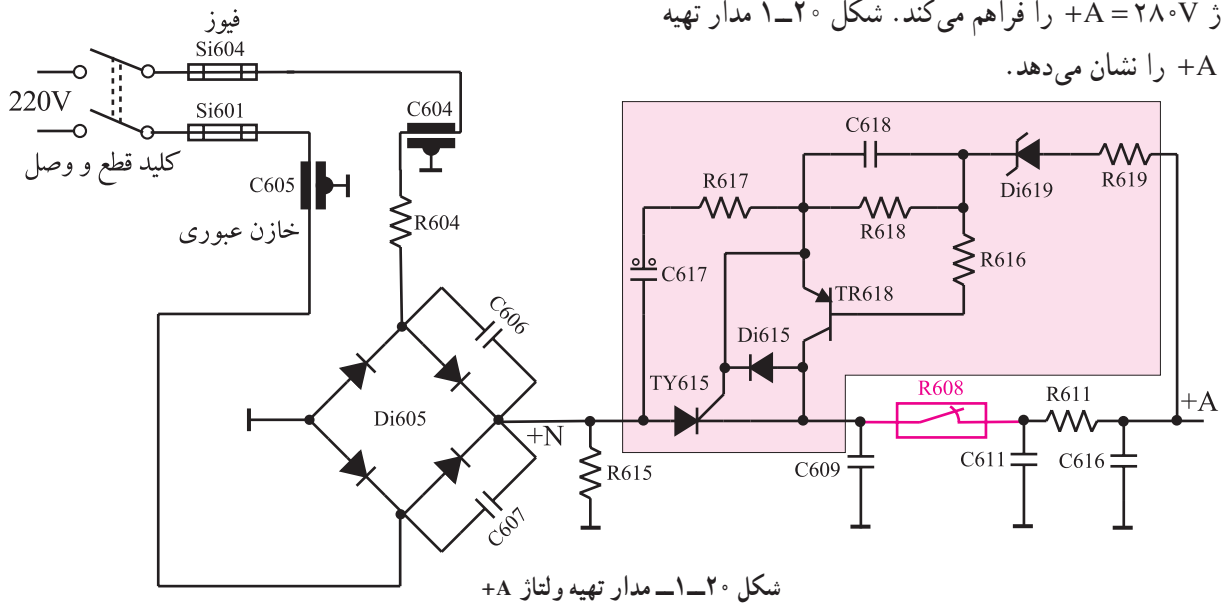 ژ ۲۸۰V = A+ را فراهم می‌کند. شکل ۲۰ــ۱ مدار تهیه
A+ را نشان می‌دهد.
فیوز
Si604
220V
Si601
کلید قطع و وصل
C604
C605
خازن عبوری
R604
C606
Di605
C607
+N
R615
C618
R617
R618
Di619
R619
C617
R616
TR618
Di615
TY615
R608
R611
+A
C609
C611
C616
شکل ۲۰ــ۱ــ مدار تهیه ولتاژ A+